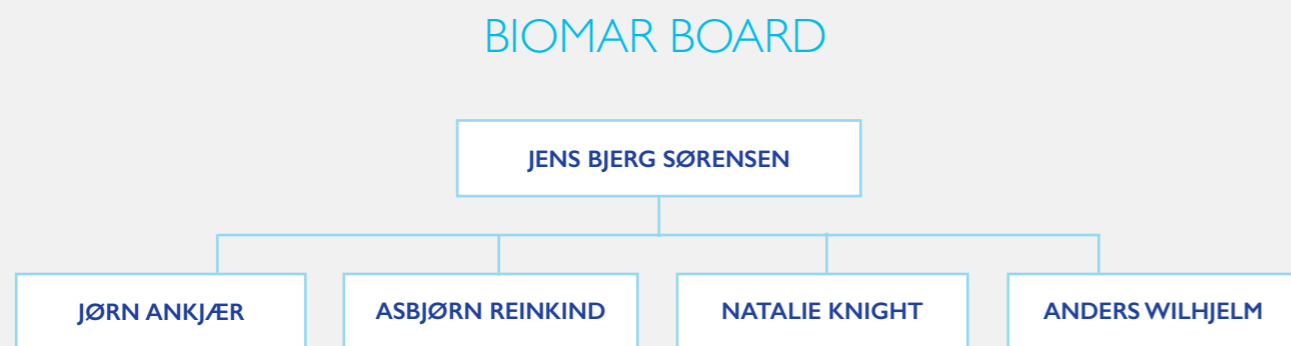 BIOMAR BOARD
JENS BJERG SØRENSEN
JØRN ANKJÆR
ASBJØRN REINKIND
NATALIE KNIGHT
ANDERS WILHJELM